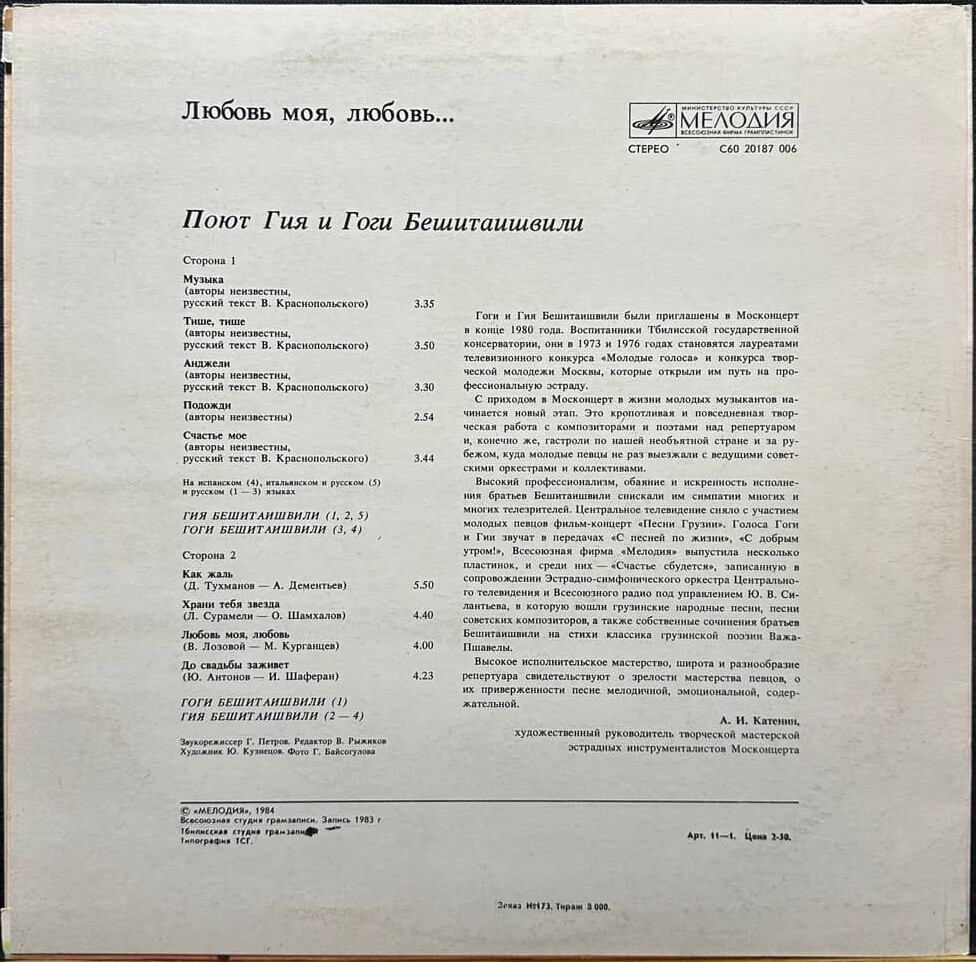 Любовь моя, любовь...
МИНИСТЕРСТВО КУЛЬТУРЫ СССР
МЕЛОДИЯ
ВСЕСОЮЗНАЯ ФИРМА ГРАМПЛАСТИНОК
СТЕРЕО С60 20187 006
Поют Гия и Гоги Бешитаишвили
Сторона 1
Музыка
(авторы неизвестны,
русский текст В. Краснопольского) 3.35
Тише, тише
(авторы неизвестны,
русский текст В. Краснопольского) 3.50
Анджели
(авторы неизвестны,
русский текст В. Краснопольского) 3.30
Подожди
(авторы неизвестны) 2.54
Счастье мое
(авторы неизвестны,
русский текст В. Краснопольского) 3.44
На испанском (4), итальянском и русском (5)
и русском (1 — 3) языках
ГИЯ БЕШИТАИШВИЛИ (1, 2, 5)
ГОГИ БЕШИТАИШВИЛИ (3, 4)
Сторона 2
Как жаль
(Д. Тухманов — А. Дементьев) 5.50
Храни тебя звезда
(Л. Сурамели — О. Шамхалов) 4.40
Любовь моя, любовь
(В. Лозовой — М. Курганцев) 4.00
До свадьбы заживет
(Ю. Антонов — И. Шаферан) 4.23
ГОГИ БЕШИТАИШВИЛИ (1)
ГИЯ БЕШИТАИШВИЛИ (2 — 4)
Звукорежиссер Г. Петров. Редактор В. Рыжиков
Художник Ю. Кузнецов. Фото Г. Байсогулова
Гоги и Гия Бешитаишвили были приглашены в Москонцерт
в конце 1980 года. Воспитанники Тбилисской государственной
консерватории, они в 1973 и 1976 годах становятся лауреатами
телевизионного конкурса «Молодые голоса» и конкурса твор-
ческой молодежи Москвы, которые открыли им путь на про-
фессиональную эстраду.
С приходом в Москонцерт в жизни молодых музыкантов на-
чинается новый этап. Это кропотливая и повседневная твор-
ческая работа с композиторами и поэтами над репертуаром
и, конечно же, гастроли по нашей необъятной стране и за ру-
бежом, куда молодые певцы не раз выезжали с ведущими совет-
скими оркестрами и коллективами.
Высокий профессионализм, обаяние и искренность исполне-
ния братьев Бешитаишвили снискали им симпатии многих и
многих телезрителей. Центральное телевидение сняло с участием
молодых певцов фильм-концерт «Песни Грузии». Голоса Гоги
и Гии звучат в передачах «С песней по жизни», «С добрым
утром!», Всесоюзная фирма «Мелодия» выпустила несколько
пластинок, и среди них — «Счастье сбудется», записанную в
сопровождении Эстрадно-симфонического оркестра Центрально-
го телевидения и Всесоюзного радио под управлением Ю. В. Си-
лантьева, в которую вошли грузинские народные песни, песни
советских композиторов, а также собственные сочинения братьев
Бешитаишвили на стихи классика грузинской поэзии Важа-
Пшавелы.
Высокое исполнительское мастерство, широта и разнообразие
репертуара свидетельствуют о зрелости мастерства певцов, о
их приверженности песне мелодичной, эмоциональной, содер-
жательной.
А. И. Катенин,
художественный руководитель творческой мастерской
эстрадных инструменталистов Москонцерта
© «МЕЛОДИЯ», 1984
Всесоюзная студия грамзаписи. Запись 1983 г
Тбилисская студия грамзаписи
Типография ТСГ.
Арт. 11—1. Цена 2-50.
Заказ №173. Тираж 3 000.